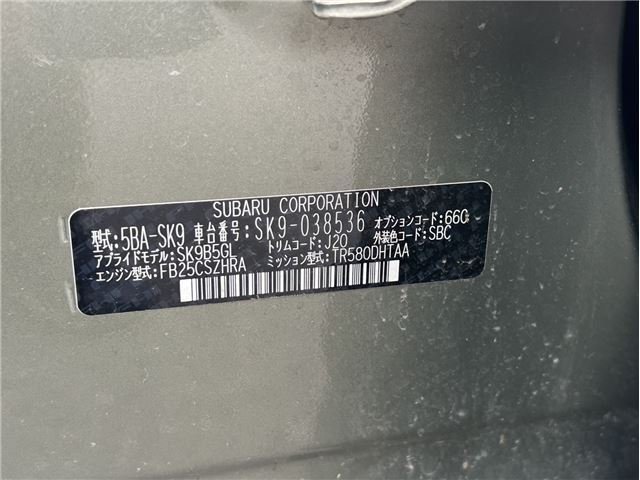 SUBARU CORPORATION
型式:5BA-SK9 車台番号:SK9-038536 オプションコード:66C
アプライドモデル:SK9B5GL トリムコード:J20 外装色コード:SBC
エンジン型式:FB25CSZHRA ミッション型式:TR580DHTAA